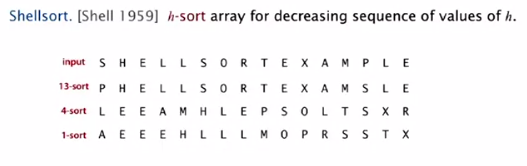 Shellsort. [Shell 1959] h-sort array for decreasing sequence of values of h.
input S H E L L S O R T E X A M P L E
13-sort P H E L L S O R T E X A M S L E
4-sort L E E A M H L E P S O L T S X R
1-sort A E E E H L L L M O P R S S T X